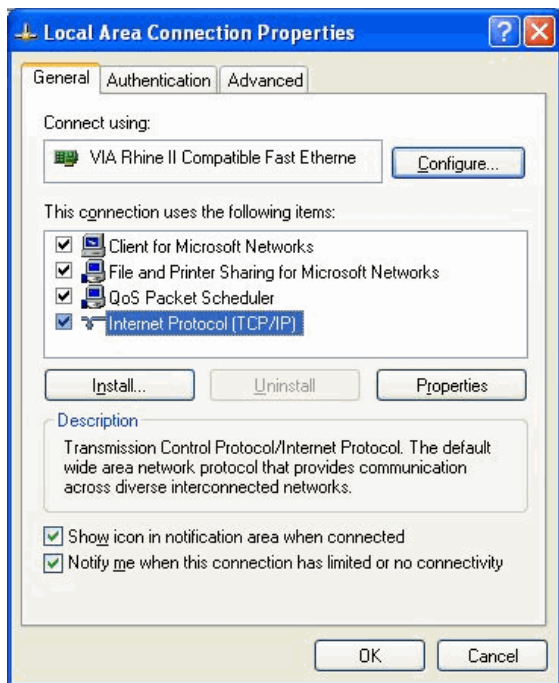 Local Area Connection Properties
General Authentication Advanced
Connect using:
VIA Rhine II Compatible Fast Etherne
Configure...
This connection uses the following items:
Client for Microsoft Networks
File and Printer Sharing for Microsoft Networks
QoS Packet Scheduler
Internet Protocol (TCP/IP)
Install... Uninstall Properties
Description
Transmission Control Protocol/Internet Protocol. The default
wide area network protocol that provides communication
across diverse interconnected networks.
Show icon in notification area when connected
Notify me when this connection has limited or no connectivity
OK Cancel